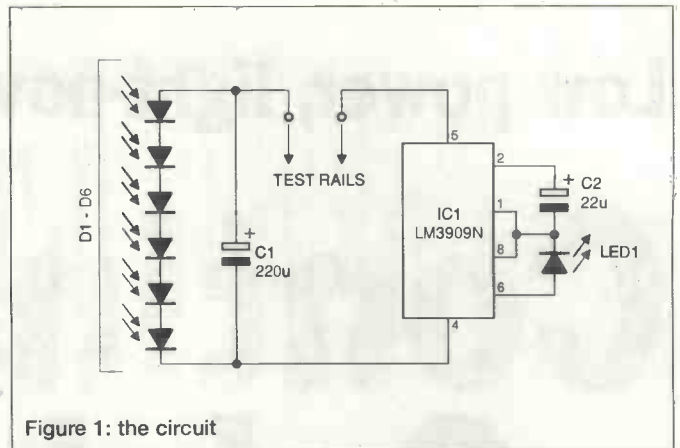 D1 - D6
+
C1
220u
TEST RAILS
5
IC1
LM3909N
4
2
1
8
6
+
C2
22u
LED1
Figure 1: the circuit